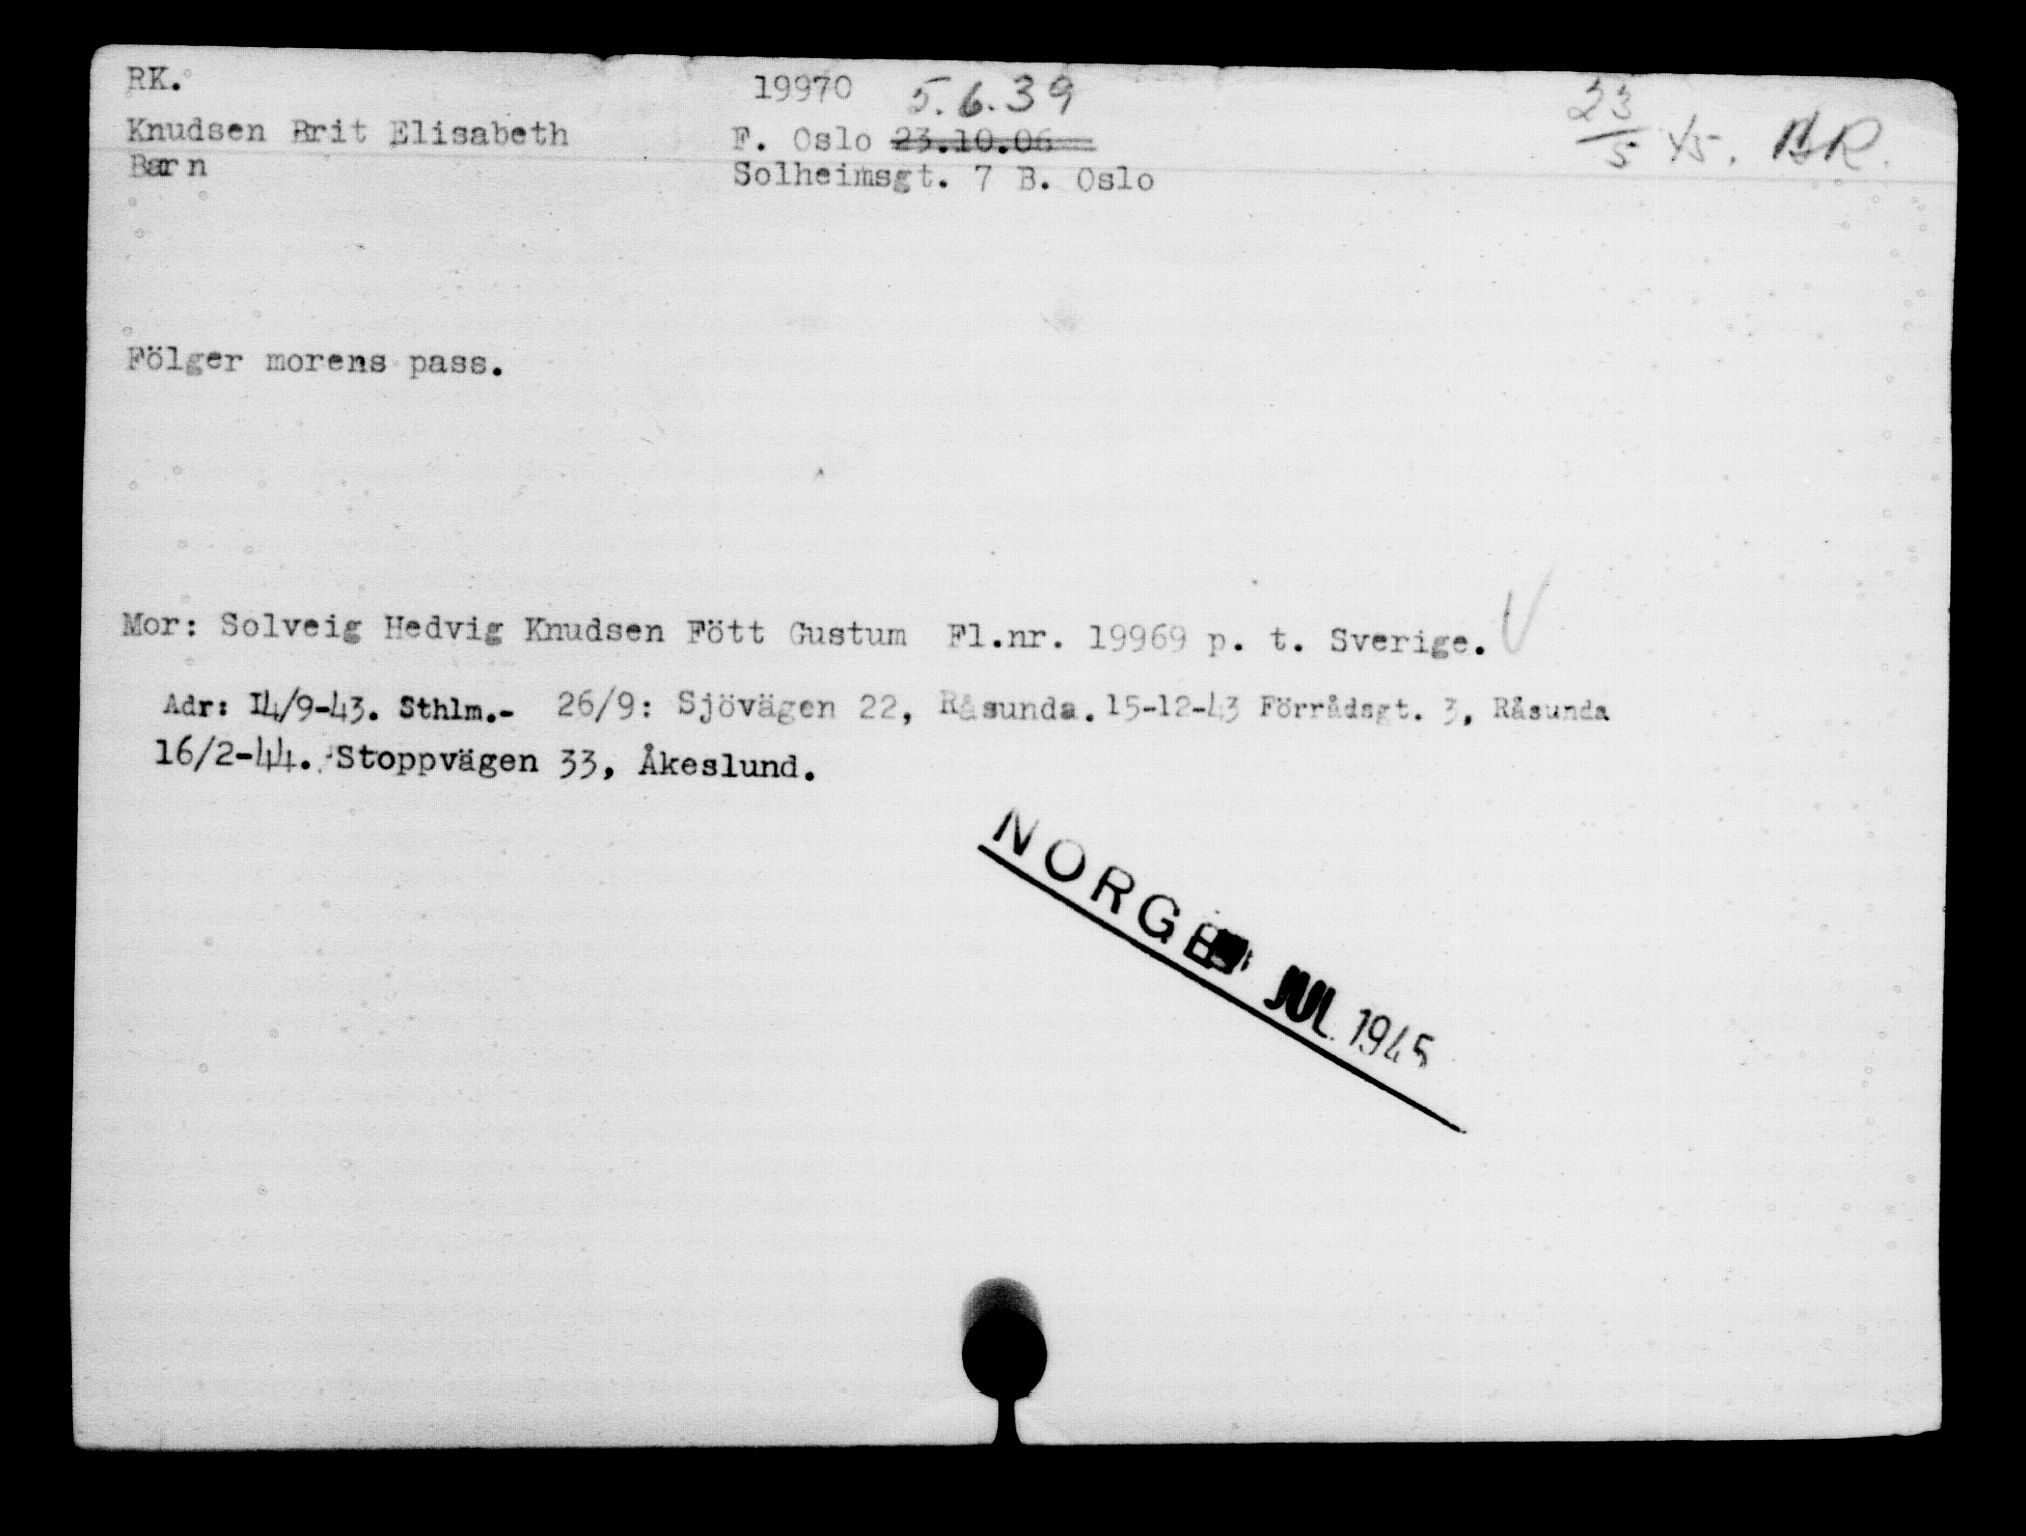 RK. 19970 5.6.39 23/5 45. BR.
Knudsen Brit Elisabeth F. Oslo 23.10.06
Barn Solheimsgt. 7 B. Oslo
Fölger morens pass.
Mor: Solveig Hedvig Knudsen Fött Gustum Fl.nr. 19969 p. t. Sverige. V
Adr: 14/9-43. Sthlm.- 26/9: Sjövägen 22, Råsunda. 15-12-43 Förrådsgt. 3, Råsunda
16/2-44. Stoppvägen 33, Åkeslund.
NORGE JUL 1945